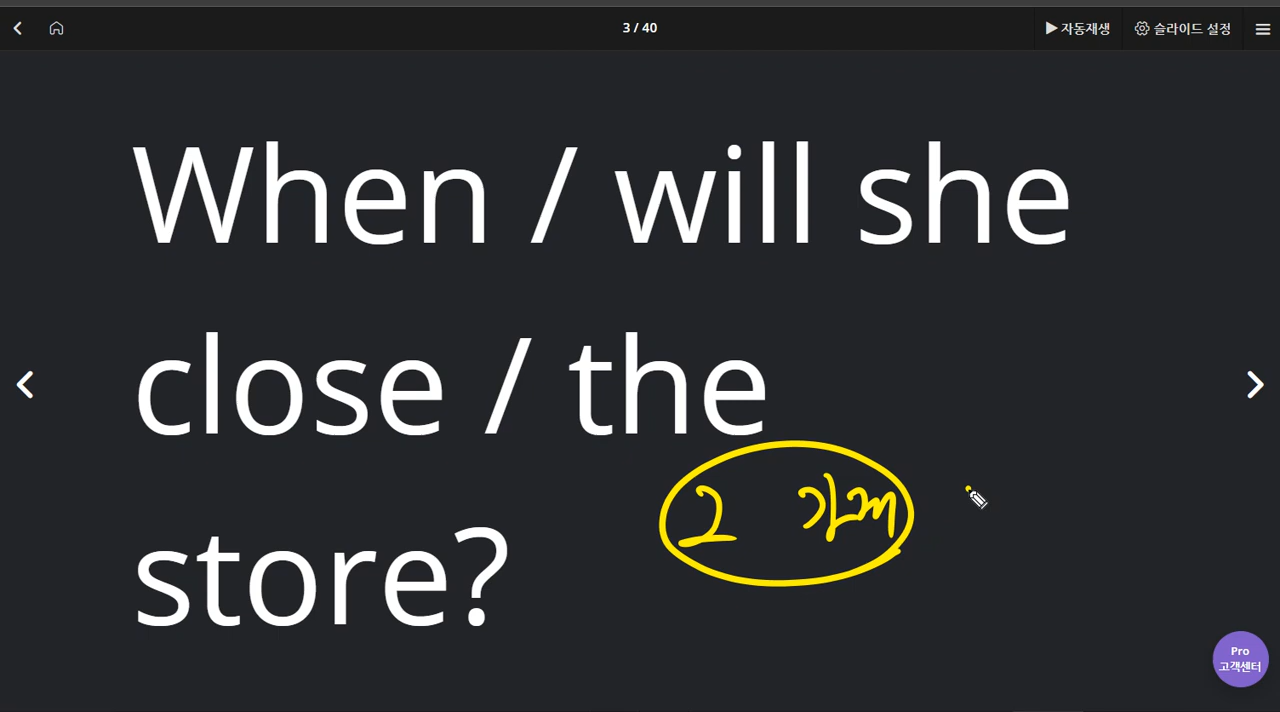 3 / 40
▶ 자동재생
슬라이드 설정
When / will she
close / the
store?
그 가게
Pro
고객센터